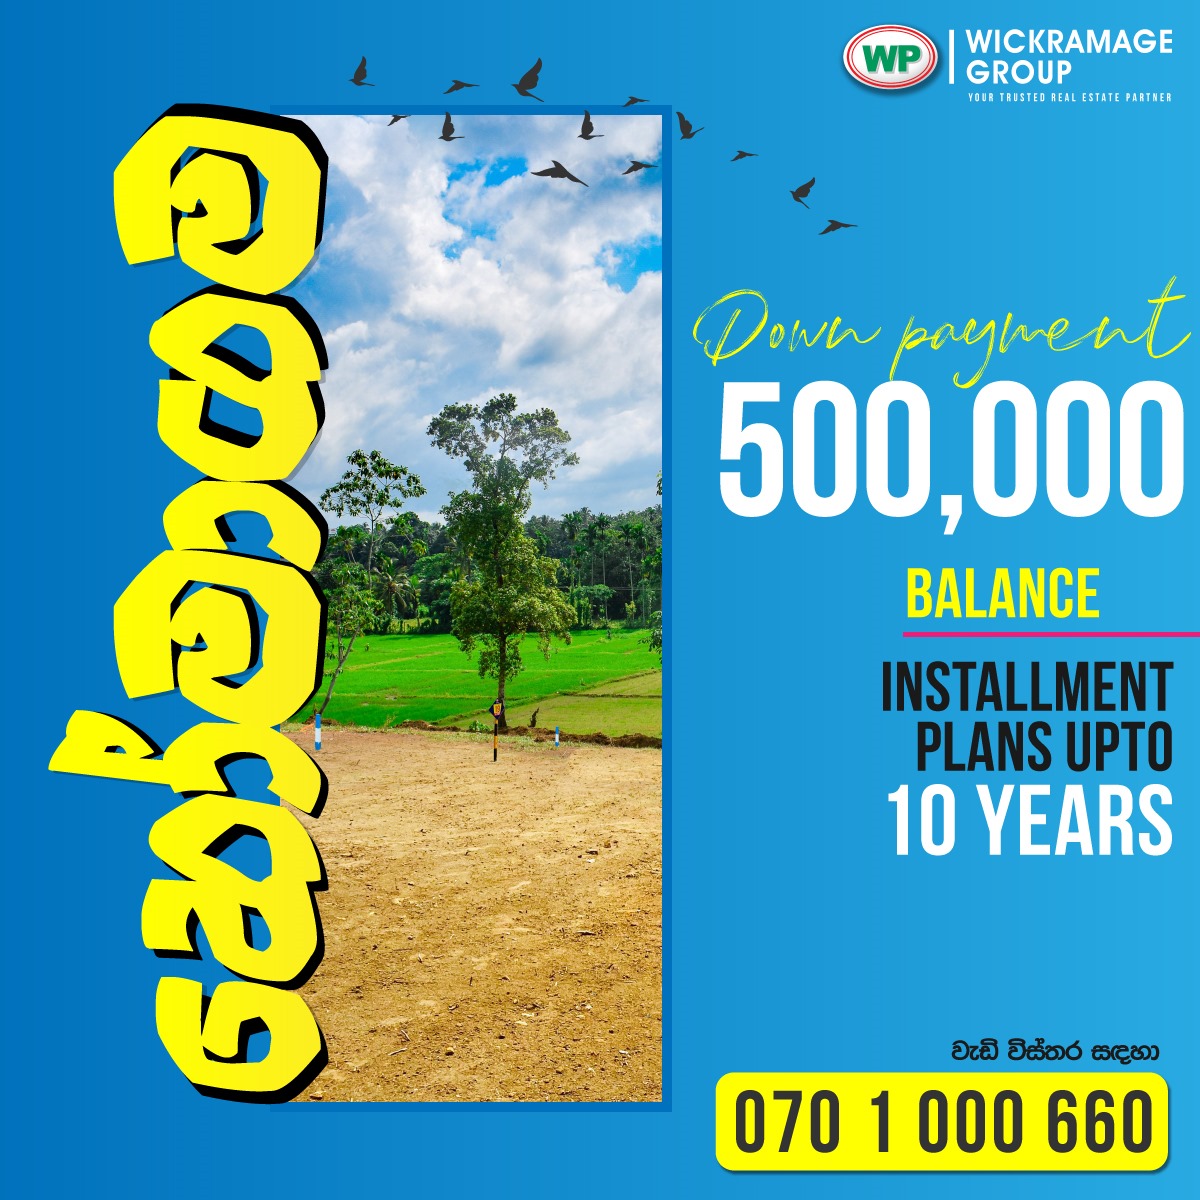 හෝමාගම
WP
WICKRAMAGE
GROUP
YOUR TRUSTED REAL ESTATE PARTNER
Down payment
500,000
BALANCE
INSTALLMENT
PLANS UPTO
10 YEARS
වැඩි විස්තර සඳහා
070 1 000 660